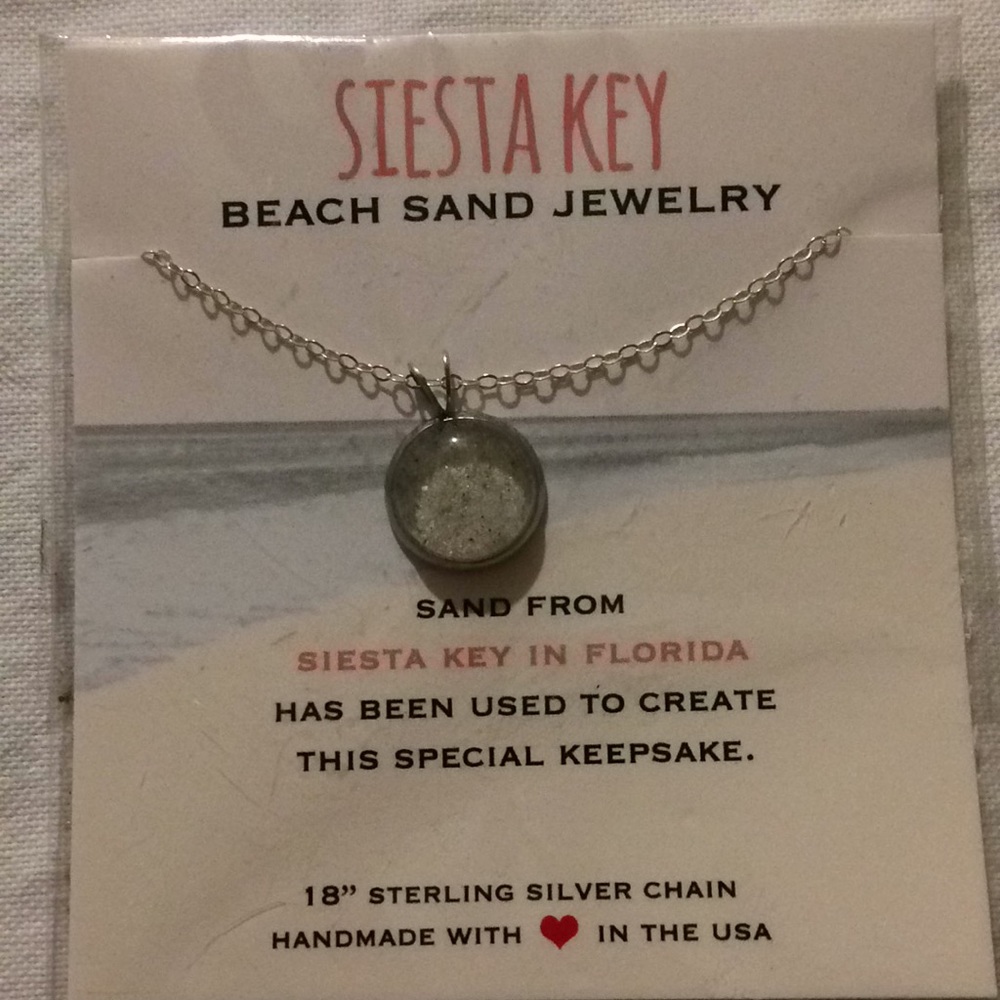 SIESTA KEY
BEACH SAND JEWELRY
SAND FROM
SIESTA KEY IN FLORIDA
HAS BEEN USED TO CREATE
THIS SPECIAL KEEPSAKE.
18” STERLING SILVER CHAIN
HANDMADE WITH ❤ IN THE USA